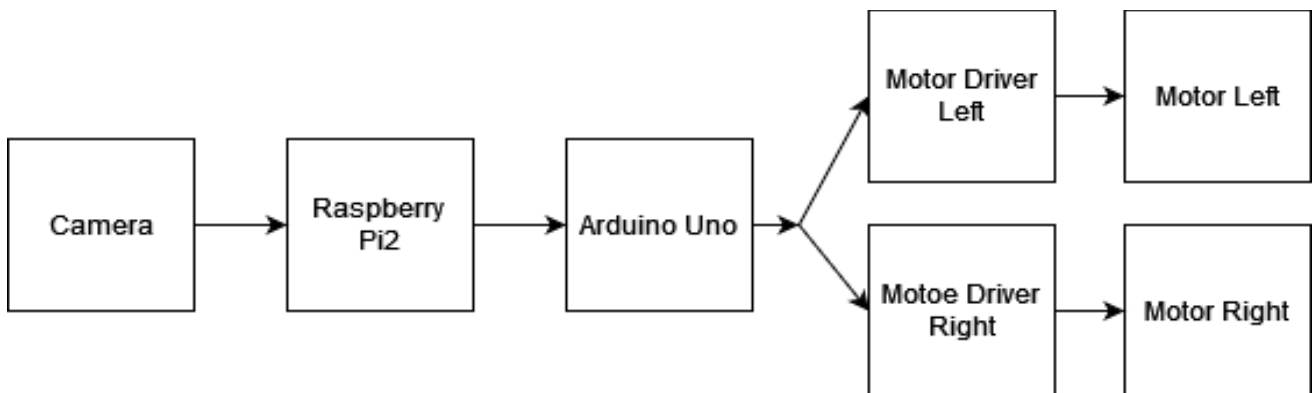 Camera
Raspberry
Pi2
Arduino Uno
Motor Driver
Left
Motor Left
Motoe Driver
Right
Motor Right